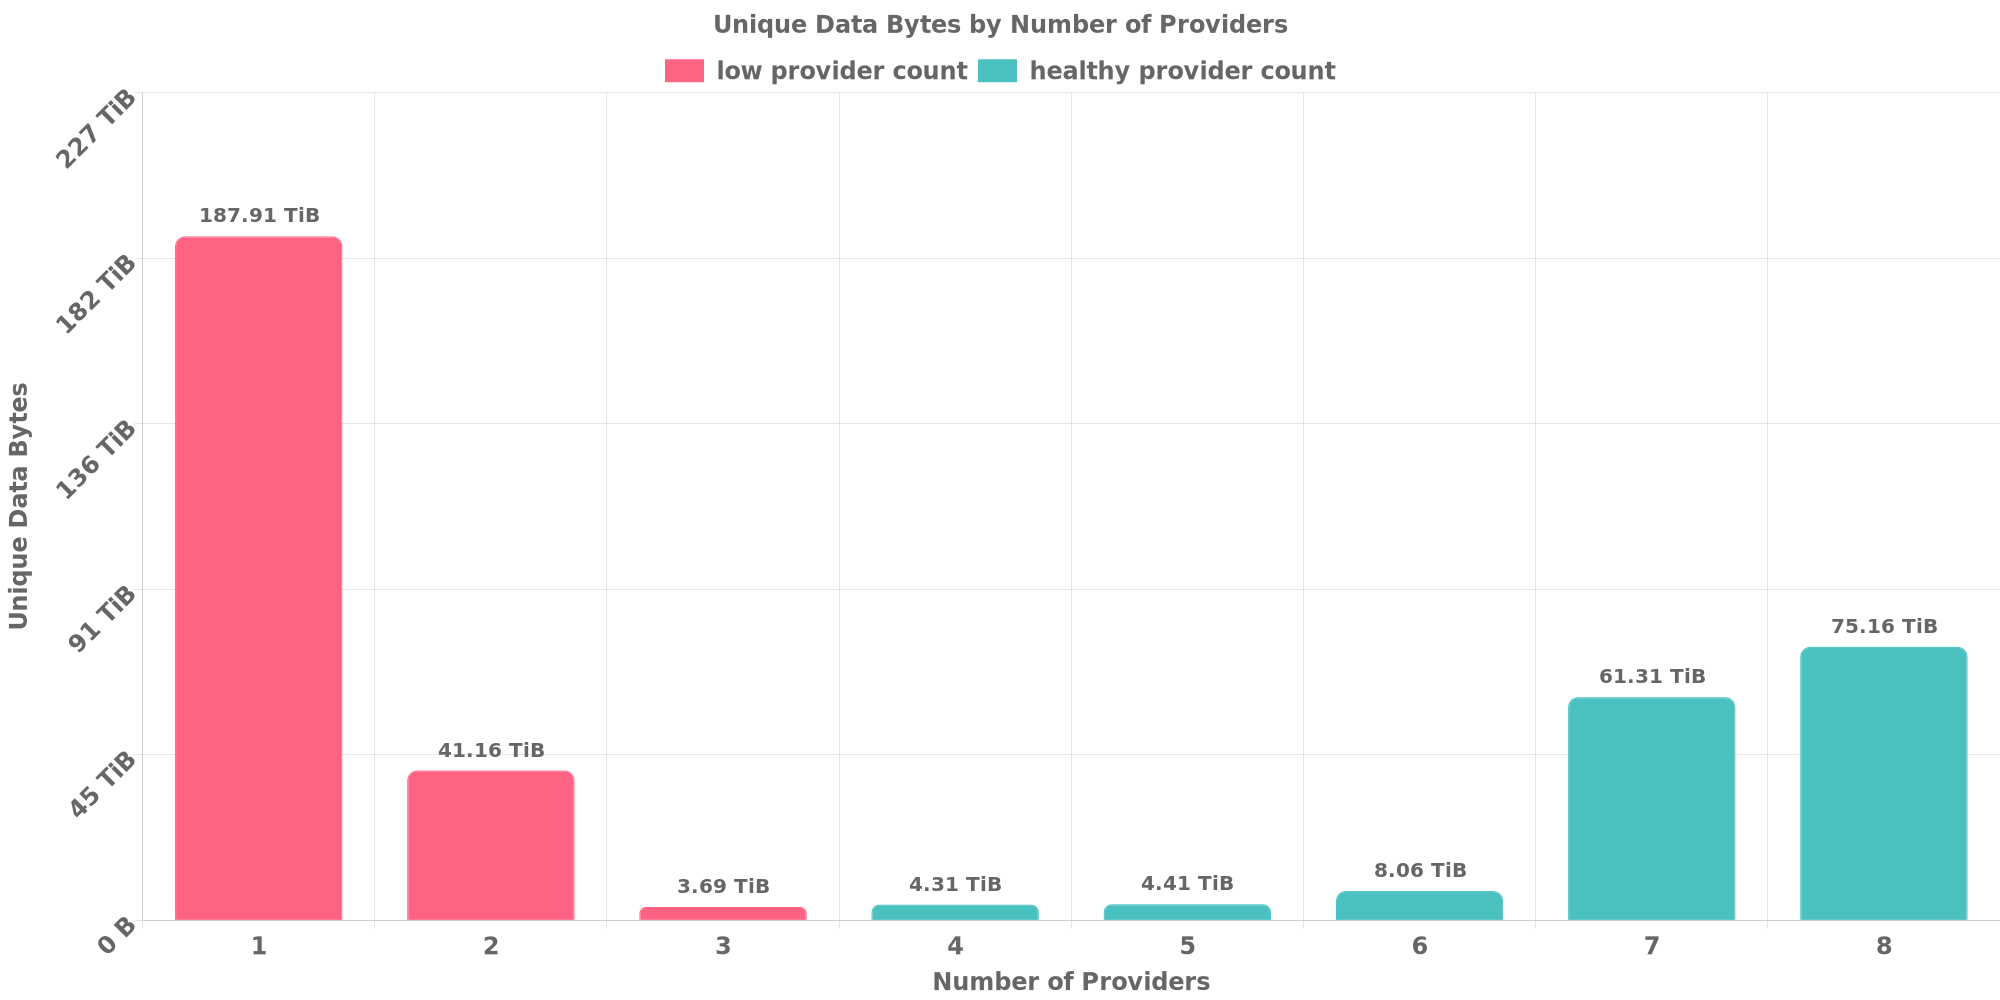 Unique Data Bytes by Number of Providers
low provider count healthy provider count
227 TiB
182 TiB
136 TiB
91 TiB
45 TiB
0 B
Unique Data Bytes
187.91 TiB
41.16 TiB
3.69 TiB
4.31 TiB
4.41 TiB
8.06 TiB
61.31 TiB
75.16 TiB
1 2 3 4 5 6 7 8
Number of Providers